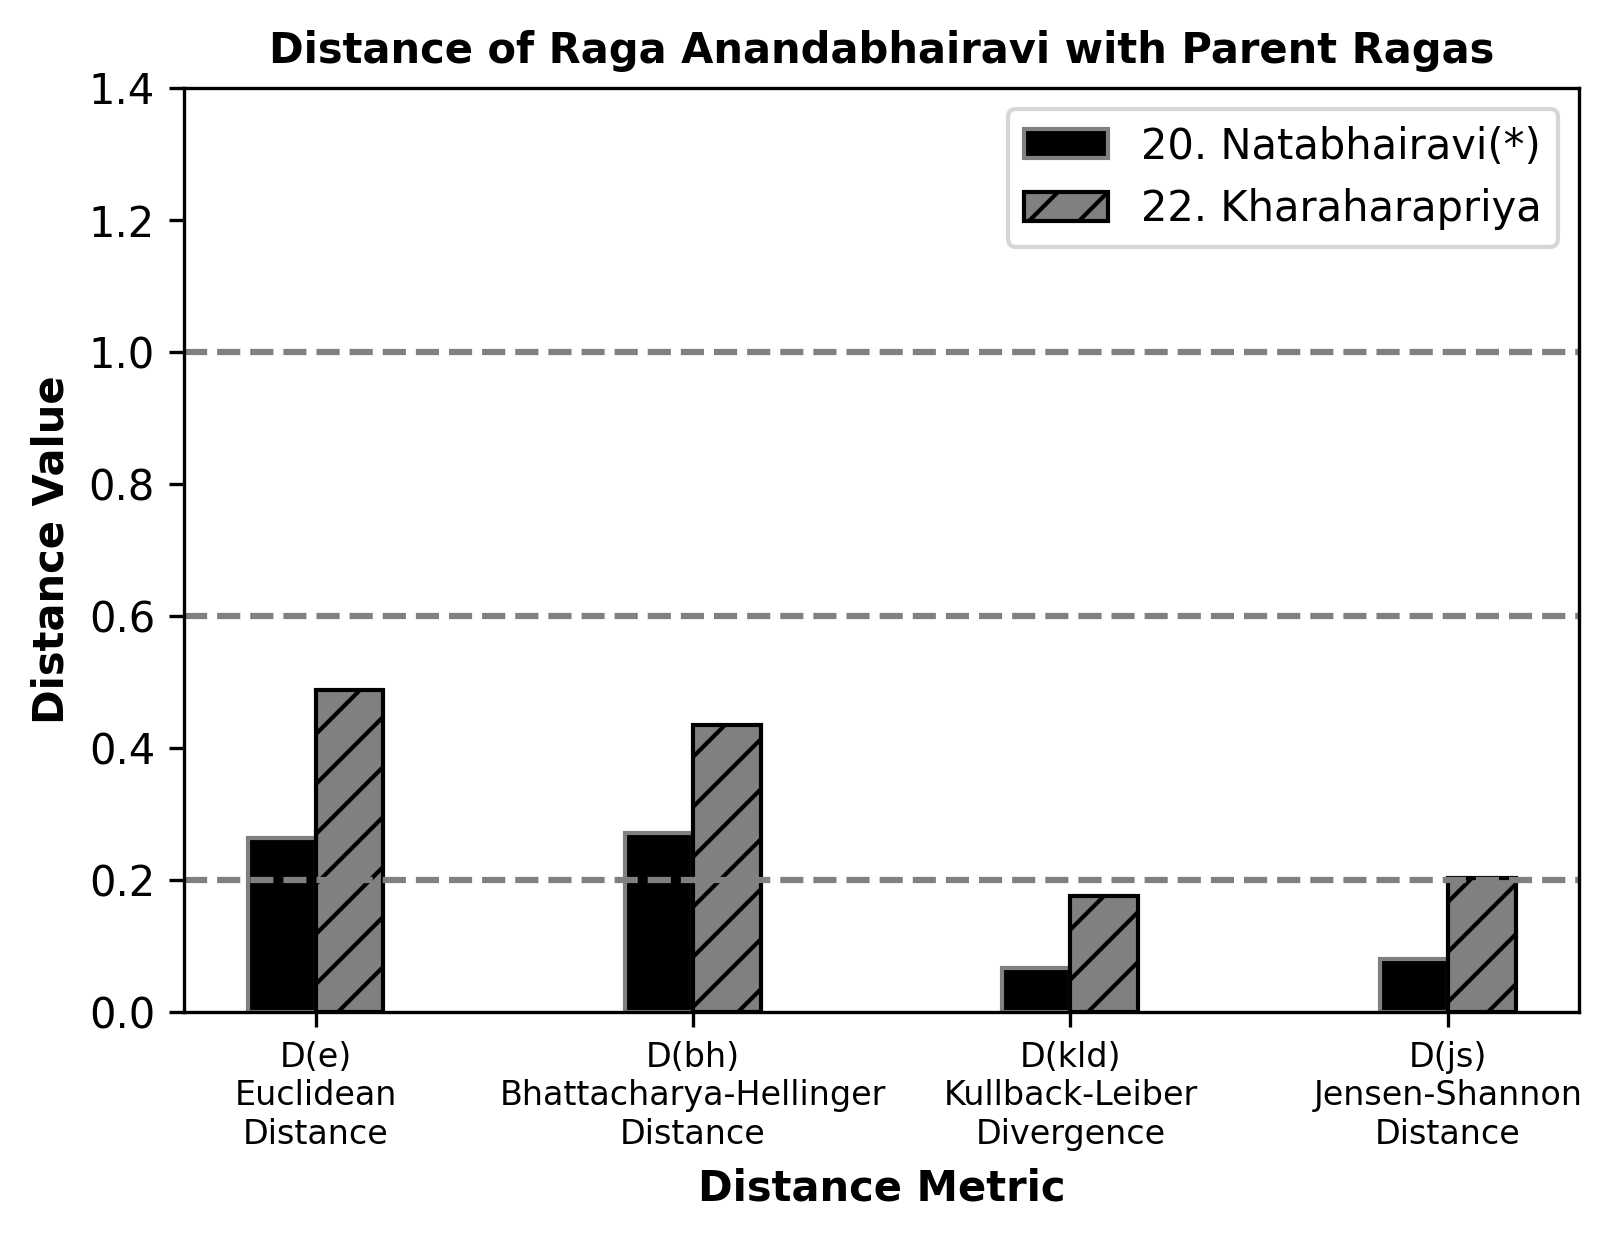 Distance of Raga Anandabhairavi with Parent Ragas
1.4
1.2
1.0
0.8
0.6
0.4
0.2
0.0
Distance Value
20. Natabhairavi(*)
22. Kharaharapriya
D(e)
Euclidean
Distance
D(bh)
Bhattacharya-Hellinger
Distance
D(kld)
Kullback-Leiber
Divergence
D(js)
Jensen-Shannon
Distance
Distance Metric